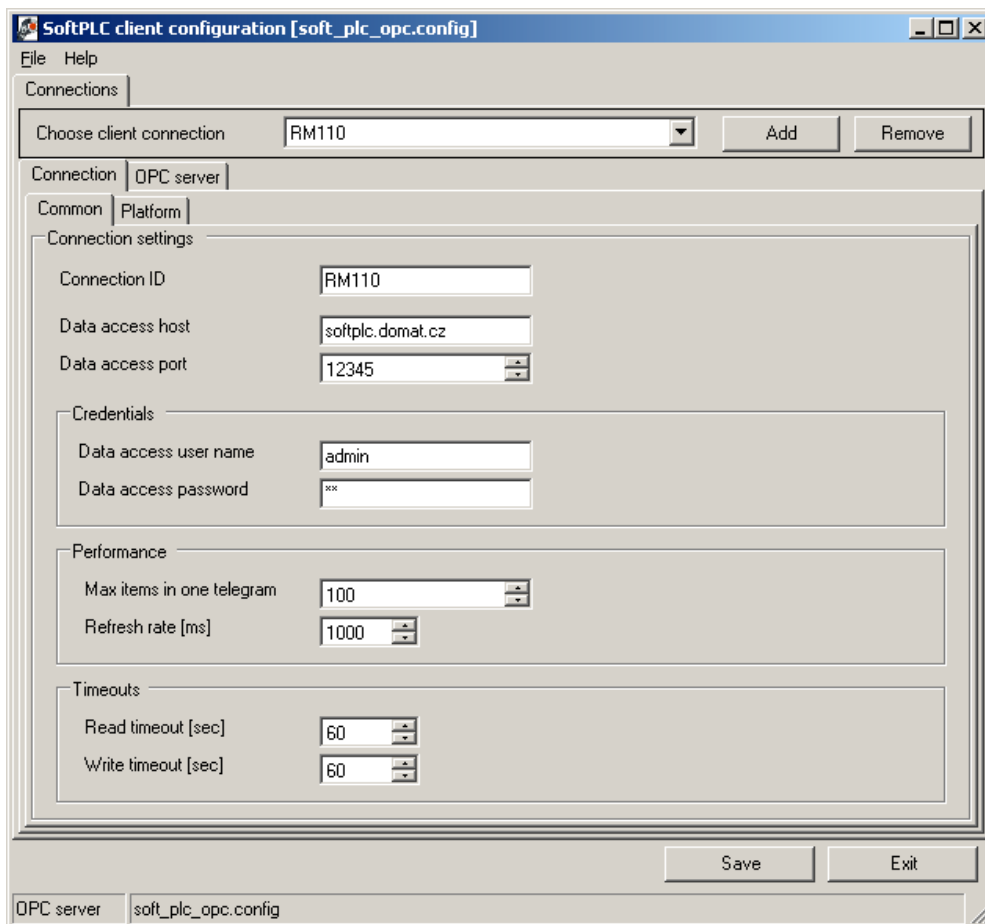 SoftPLC client configuration [soft_plc_opc.config]
File Help
Connections
Choose client connection RM110 Add Remove
Connection OPC server
Common Platform
Connection settings
Connection ID RM110
Data access host softplc.domat.cz
Data access port 12345
Credentials
Data access user name admin
Data access password **
Performance
Max items in one telegram 100
Refresh rate [ms] 1000
Timeouts
Read timeout [sec] 60
Write timeout [sec] 60
Save Exit
OPC server soft_plc_opc.config